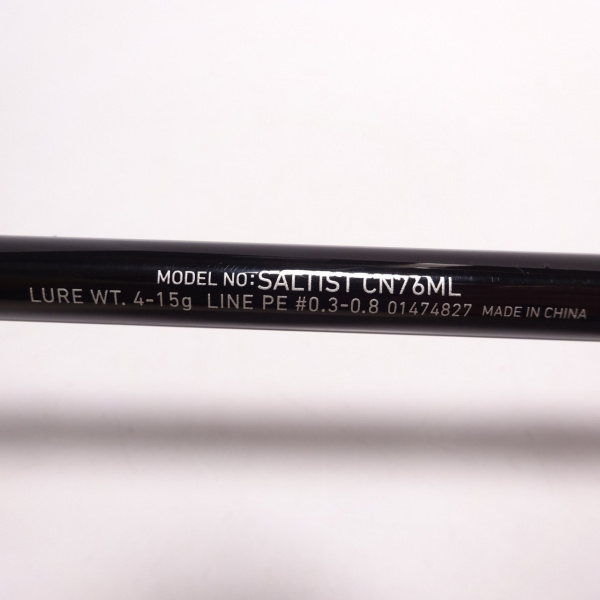 MODEL NO:SALTIST CN76ML
LURE WT. 4-15g LINE PE #0.3-0.8 01474827 MADE IN CHINA